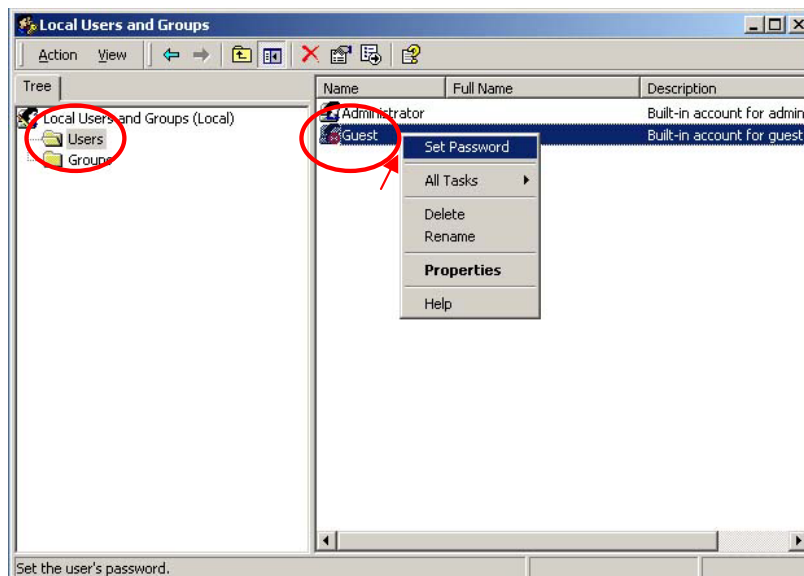 Local Users and Groups
Action View
Tree
Local Users and Groups (Local)
Users
Groups
Name Full Name Description
Administrator Built-in account for admin
Guest Built-in account for guest
Set Password
All Tasks
Delete
Rename
Properties
Help
Set the user's password.